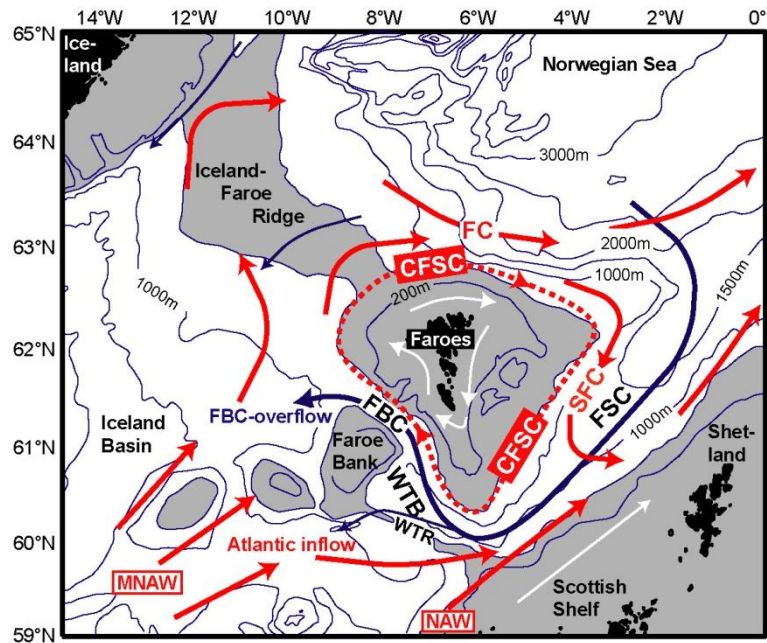 14°W 12°W 10°W 8°W 6°W 4°W 2°W 0°
65°N
Ice-
land
Norwegian Sea
64°N
3000m
Iceland-
Faroe
Ridge
FC
63°N
2000m
CFSC
1000m
1000m
200m
1500m
62°N
Faroes
SFC
FSC
FBC-overflow
FBC
1000m
Iceland
Basin
61°N
Faroe
Bank
CFSC
Shet-
land
WTB
WTR
60°N
Atlantic inflow
MNAW
NAW
Scottish
Shelf
59°N